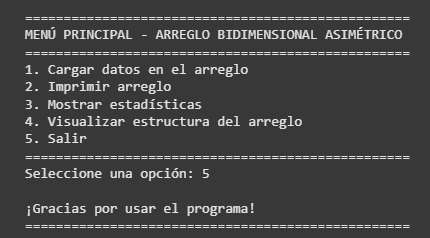 =================================================
MENÚ PRINCIPAL - ARREGLO BIDIMENSIONAL ASIMÉTRICO
=================================================
1. Cargar datos en el arreglo
2. Imprimir arreglo
3. Mostrar estadísticas
4. Visualizar estructura del arreglo
5. Salir
=================================================
Seleccione una opción: 5

¡Gracias por usar el programa!
=================================================